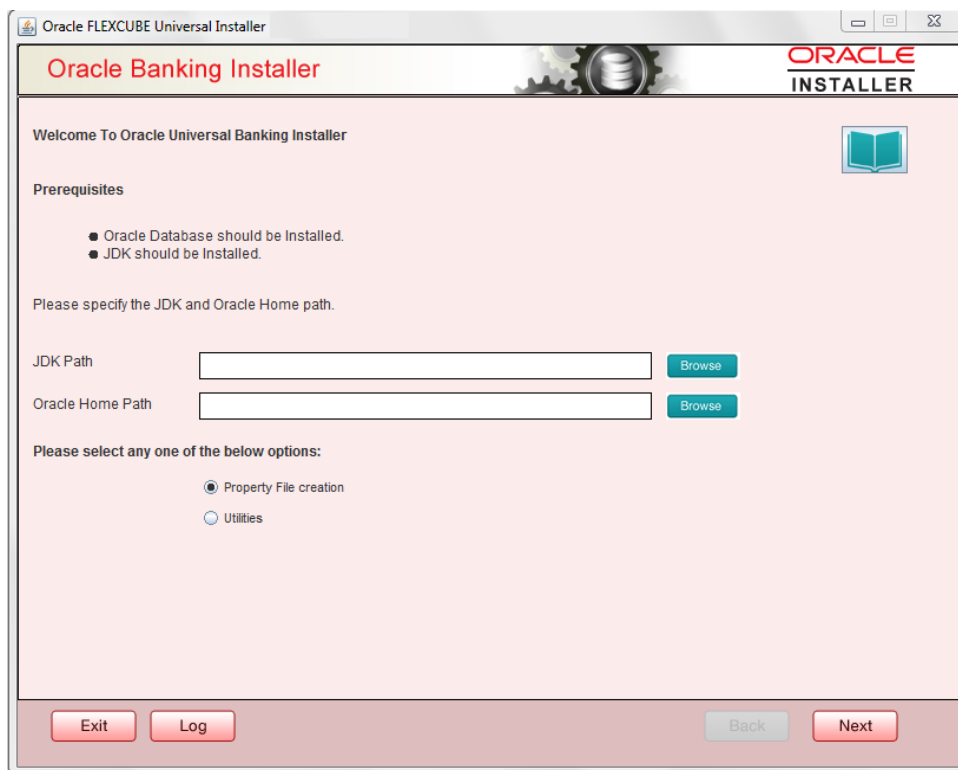 Oracle FLEXCUBE Universal Installer
Oracle Banking Installer
ORACLE
INSTALLER
Welcome To Oracle Universal Banking Installer
Prerequisites
Oracle Database should be Installed.
JDK should be Installed.
Please specify the JDK and Oracle Home path.
JDK Path
Browse
Oracle Home Path
Browse
Please select any one of the below options:
Property File creation
Utilities
Exit
Log
Back
Next